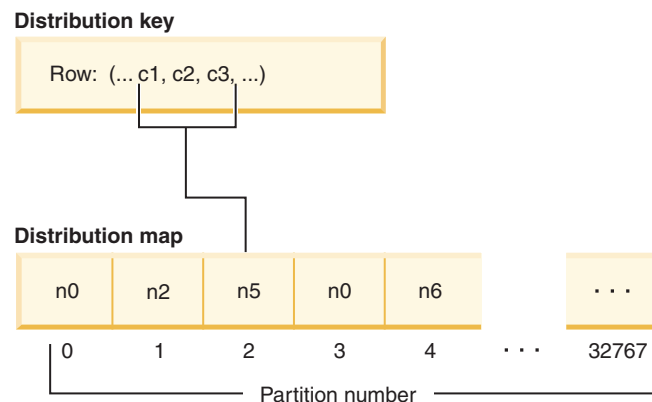 Distribution key
Row: (... c1, c2, c3, ...)
Distribution map
n0 n2 n5 n0 n6 ...
0 1 2 3 4 ... 32767
Partition number